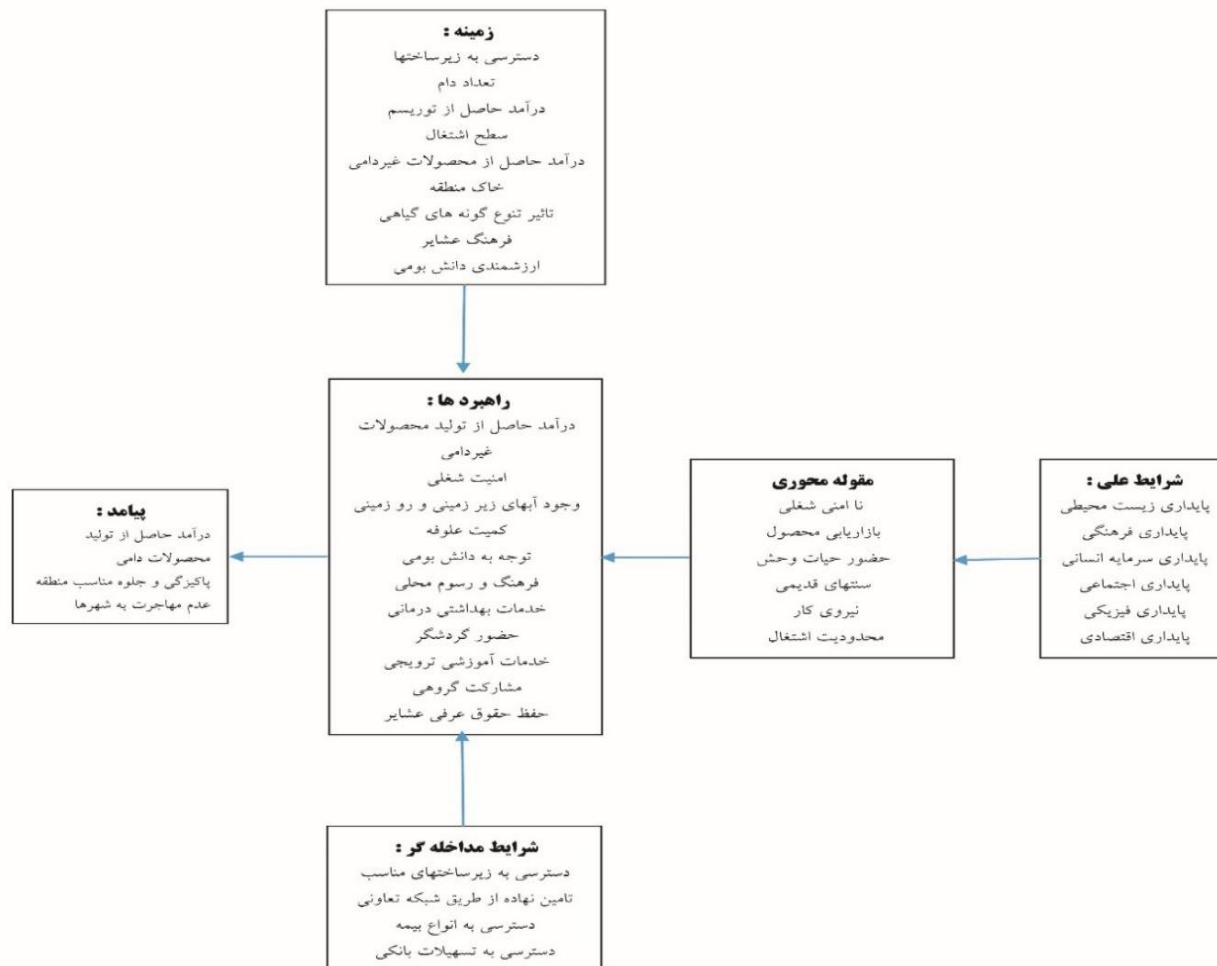 زمینه :
دسترسی به زیرساختها
تعداد دام
درآمد حاصل از توریسم
سطح اشتغال
درآمد حاصل از محصولات غیردامی
خاک منطقه
تاثیر تنوع گونه های گیاهی
فرهنگ عشایر
ارزشمندی دانش بومی
شرایط علی :
پایداری زیست محیطی
پایداری فرهنگی
پایداری سرمایه انسانی
پایداری اجتماعی
پایداری فیزیکی
پایداری اقتصادی
مقوله محوری
نا امنی شغلی
بازاریابی محصول
حضور حیات وحش
سنتهای قدیمی
نیروی کار
محدودیت اشتغال
راهبرد ها :
درآمد حاصل از تولید محصولات
غیردامی
امنیت شغلی
وجود آبهای زیر زمینی و رو زمینی
کمیت علوفه
توجه به دانش بومی
فرهنگ و رسوم محلی
خدمات بهداشتی درمانی
حضور گردشگر
خدمات آموزشی ترویجی
مشارکت گروهی
حفظ حقوق عرفی عشایر
پیامد :
درآمد حاصل از تولید
محصولات دامی
پاکیزگی و جلوه مناسب منطقه
عدم مهاجرت به شهرها
شرایط مداخله گر :
دسترسی به زیرساختهای مناسب
تامین نهاده از طریق شبکه تعاونی
دسترسی به انواع بیمه
دسترسی به تسهیلات بانکی